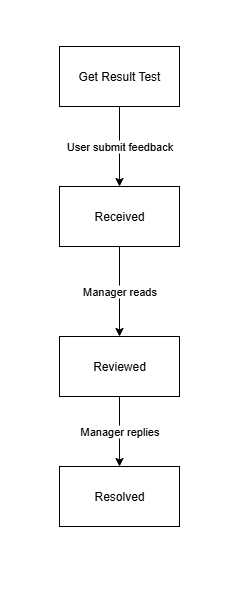 Get Result Test
User submit feedback
Received
Manager reads
Reviewed
Manager replies
Resolved